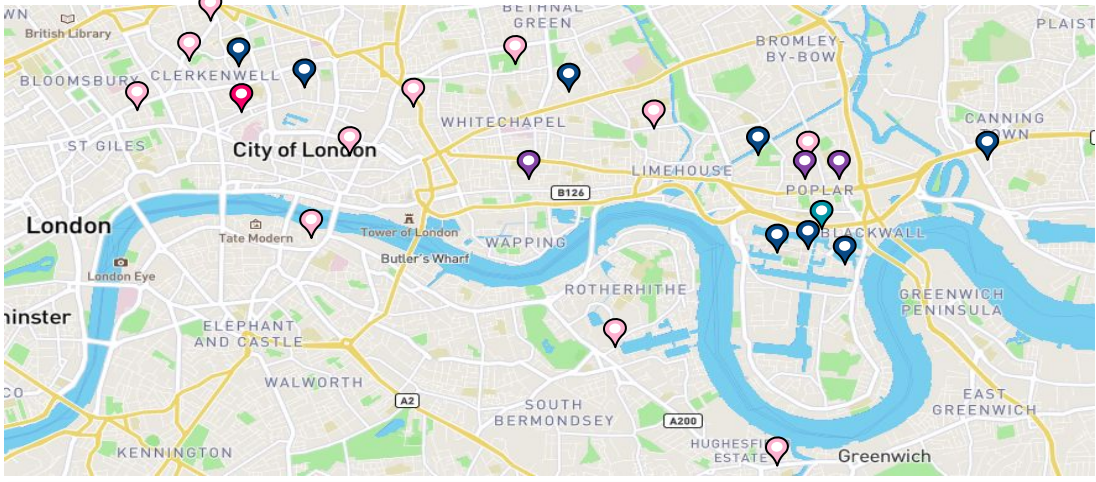 WN
British Library
BETHNAL
GREEN
PLAIST
BROMLEY-
BY-BOW
BLOOMSBURY
CLERKENWELL
WHITECHAPEL
CANNING
TOWN
ST GILES
City of London
LIMEHOUSE
B126
POPLAR
London
Tate Modern
Tower of London
WAPPING
BLACKWALL
Butler's Wharf
London Eye
ROTHERHITHE
GREENWICH
PENINSULA
ninster
ELEPHANT
AND CASTLE
WALWORTH
CO
A2
SOUTH
BERMONDSEY
EAST
GREENWICH
A200
HUGHESFI
ESTATE
KENNINGTON
Greenwich